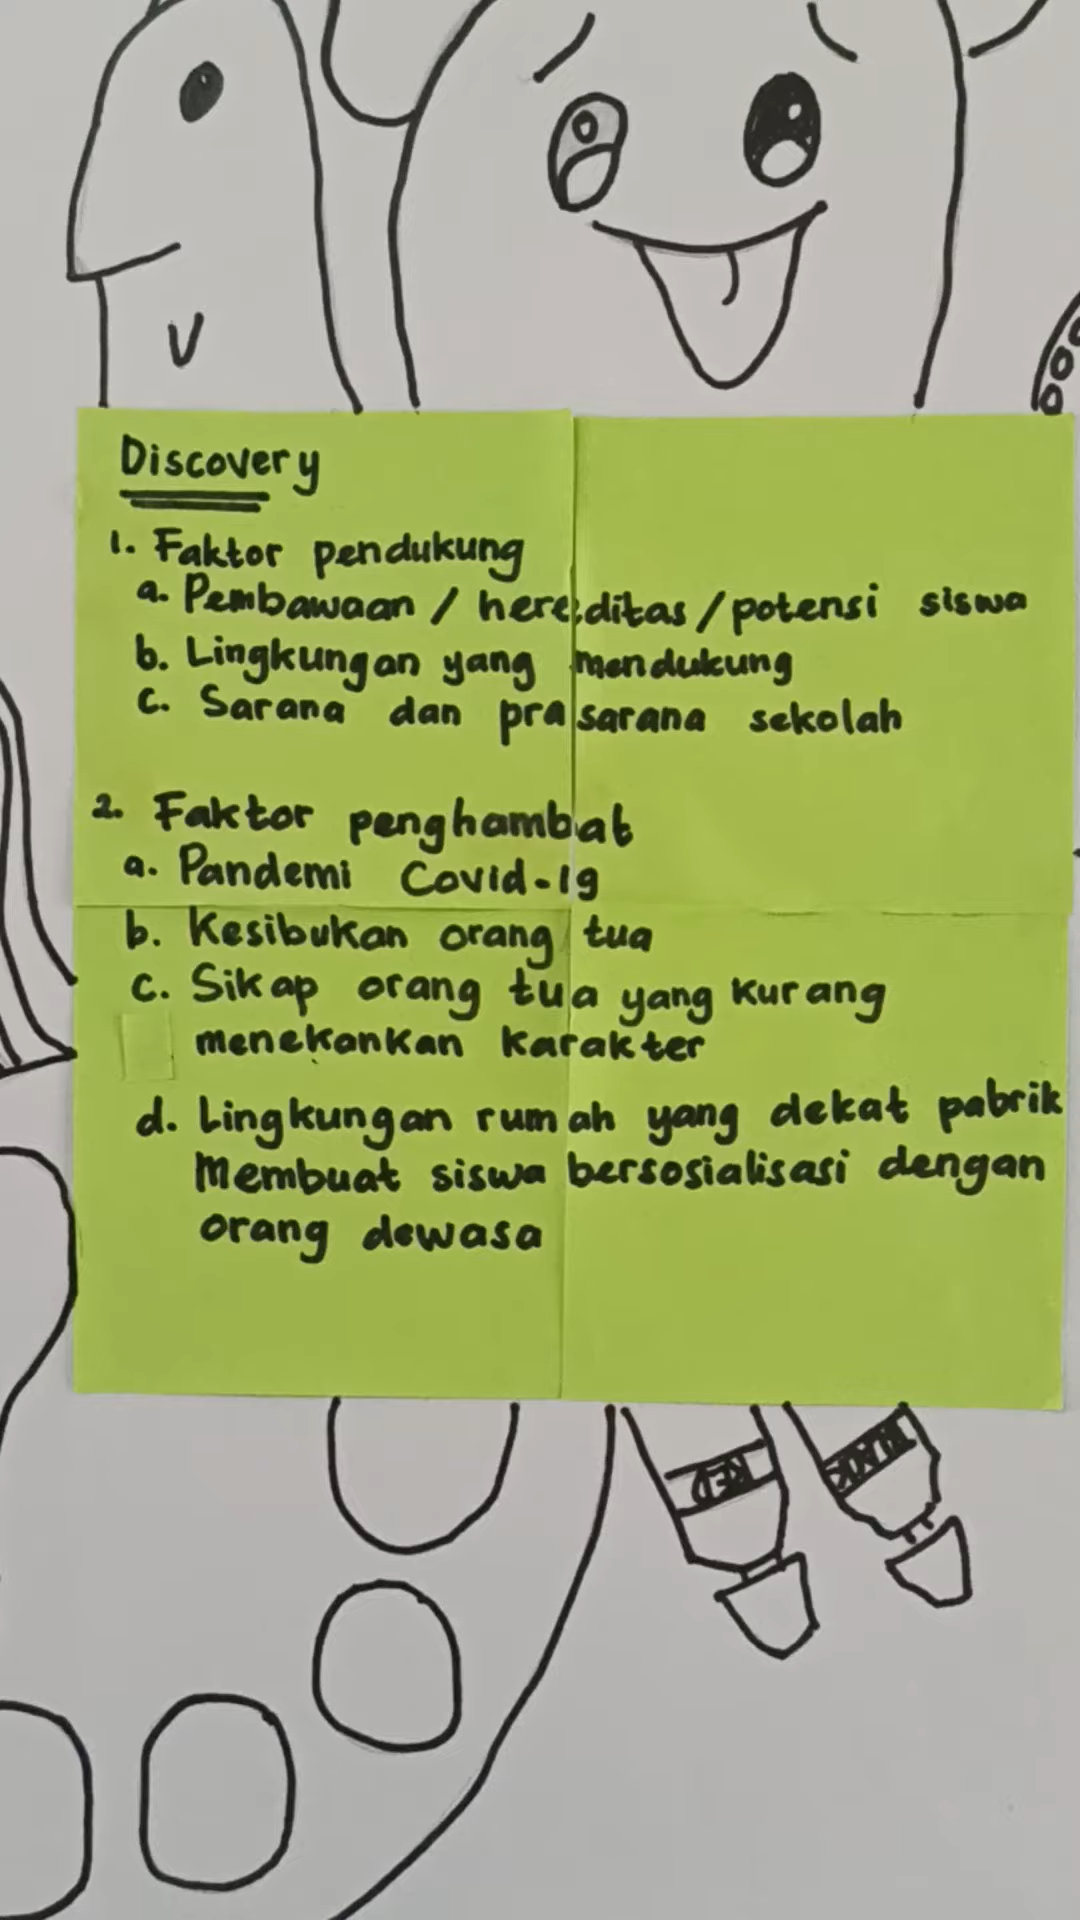 Discovery
1. Faktor pendukung
a. Pembawaan / hereditas / potensi siswa
b. Lingkungan yang mendukung
c. Sarana dan prasarana sekolah
2. Faktor penghambat
a. Pandemi Covid-19
b. Kesibukan orang tua
c. Sikap orang tua yang kurang
menekankan karakter
d. Lingkungan rumah yang dekat pabrik
Membuat siswa bersosialisasi dengan
orang dewasa
RED